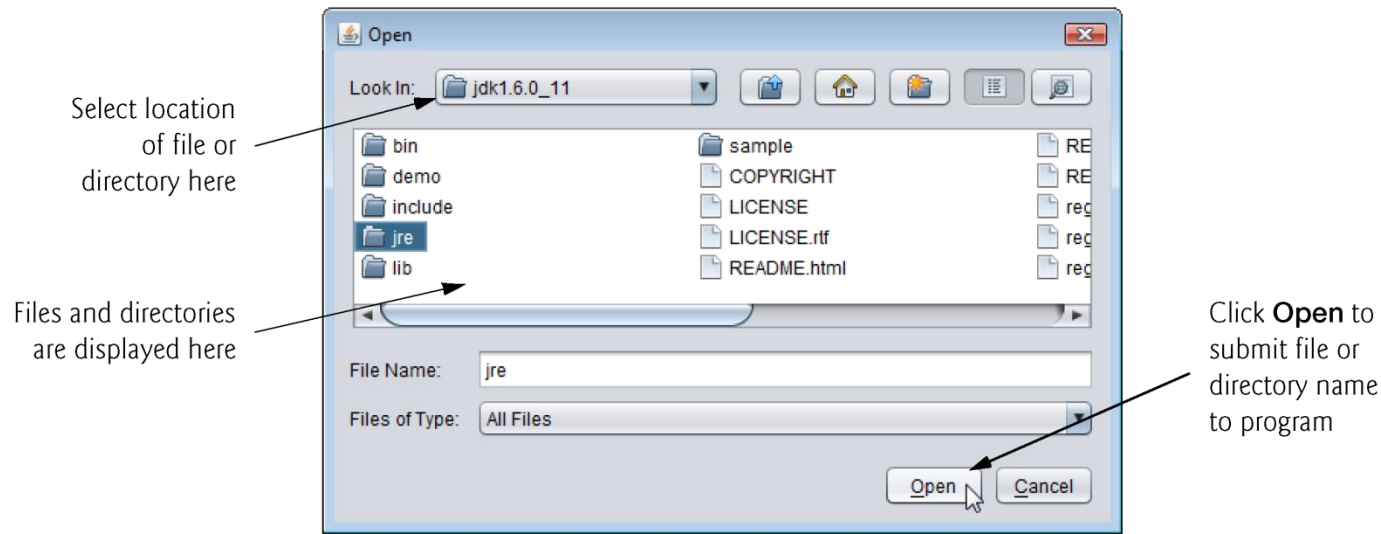 Open
Look In: jdk1.6.0_11
Select location
of file or
directory here
bin
demo
include
jre
lib
sample
COPYRIGHT
LICENSE
LICENSE.rtf
README.html
RE
RE
reg
reg
reg
Files and directories
are displayed here
File Name: jre
Files of Type: All Files
Open
Cancel
Click Open to
submit file or
directory name
to program